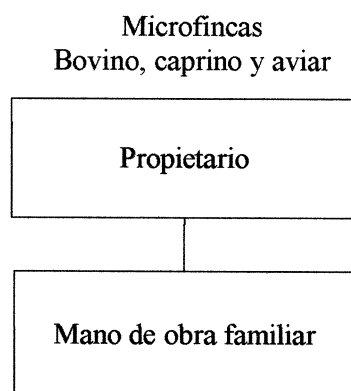 Microfincas
Bovino, caprino y aviar
Propietario
Mano de obra familiar